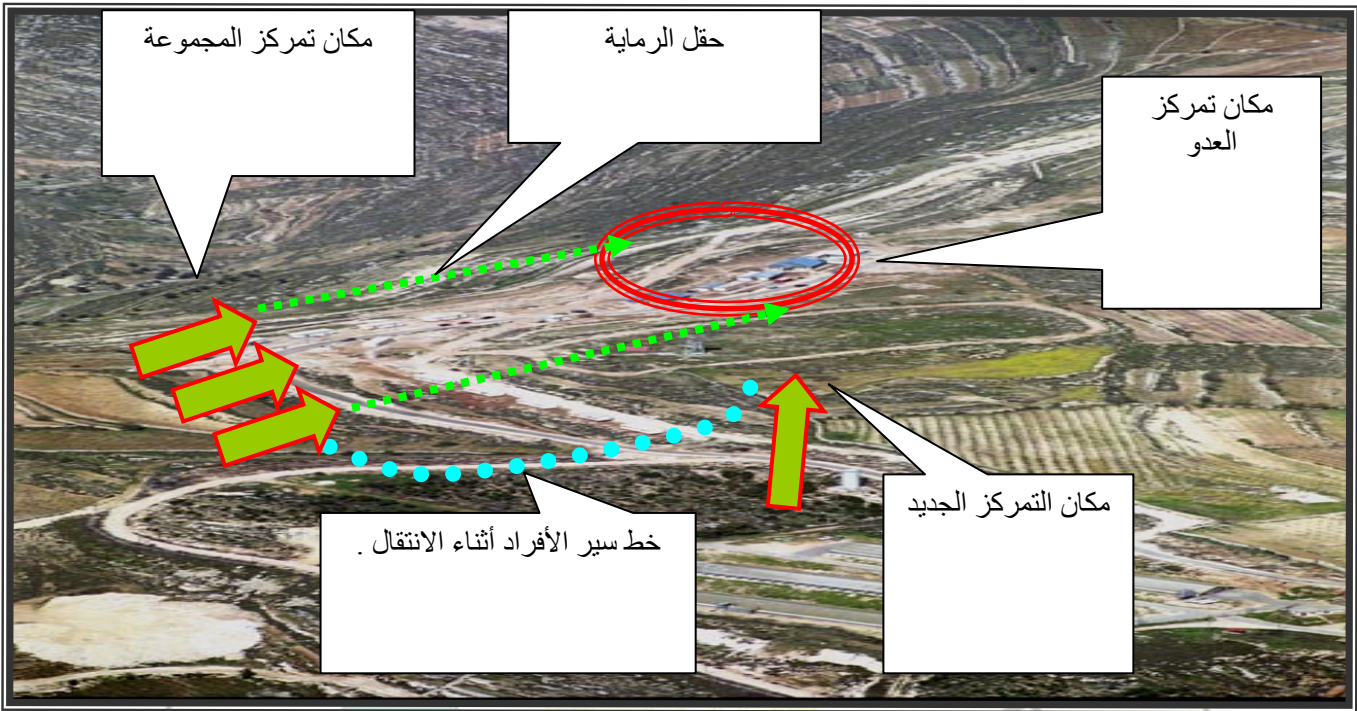 مكان تمركز المجموعة
حقل الرماية
مكان تمركز
العدو
مكان التمركز الجديد
خط سير الأفراد أثناء الانتقال .